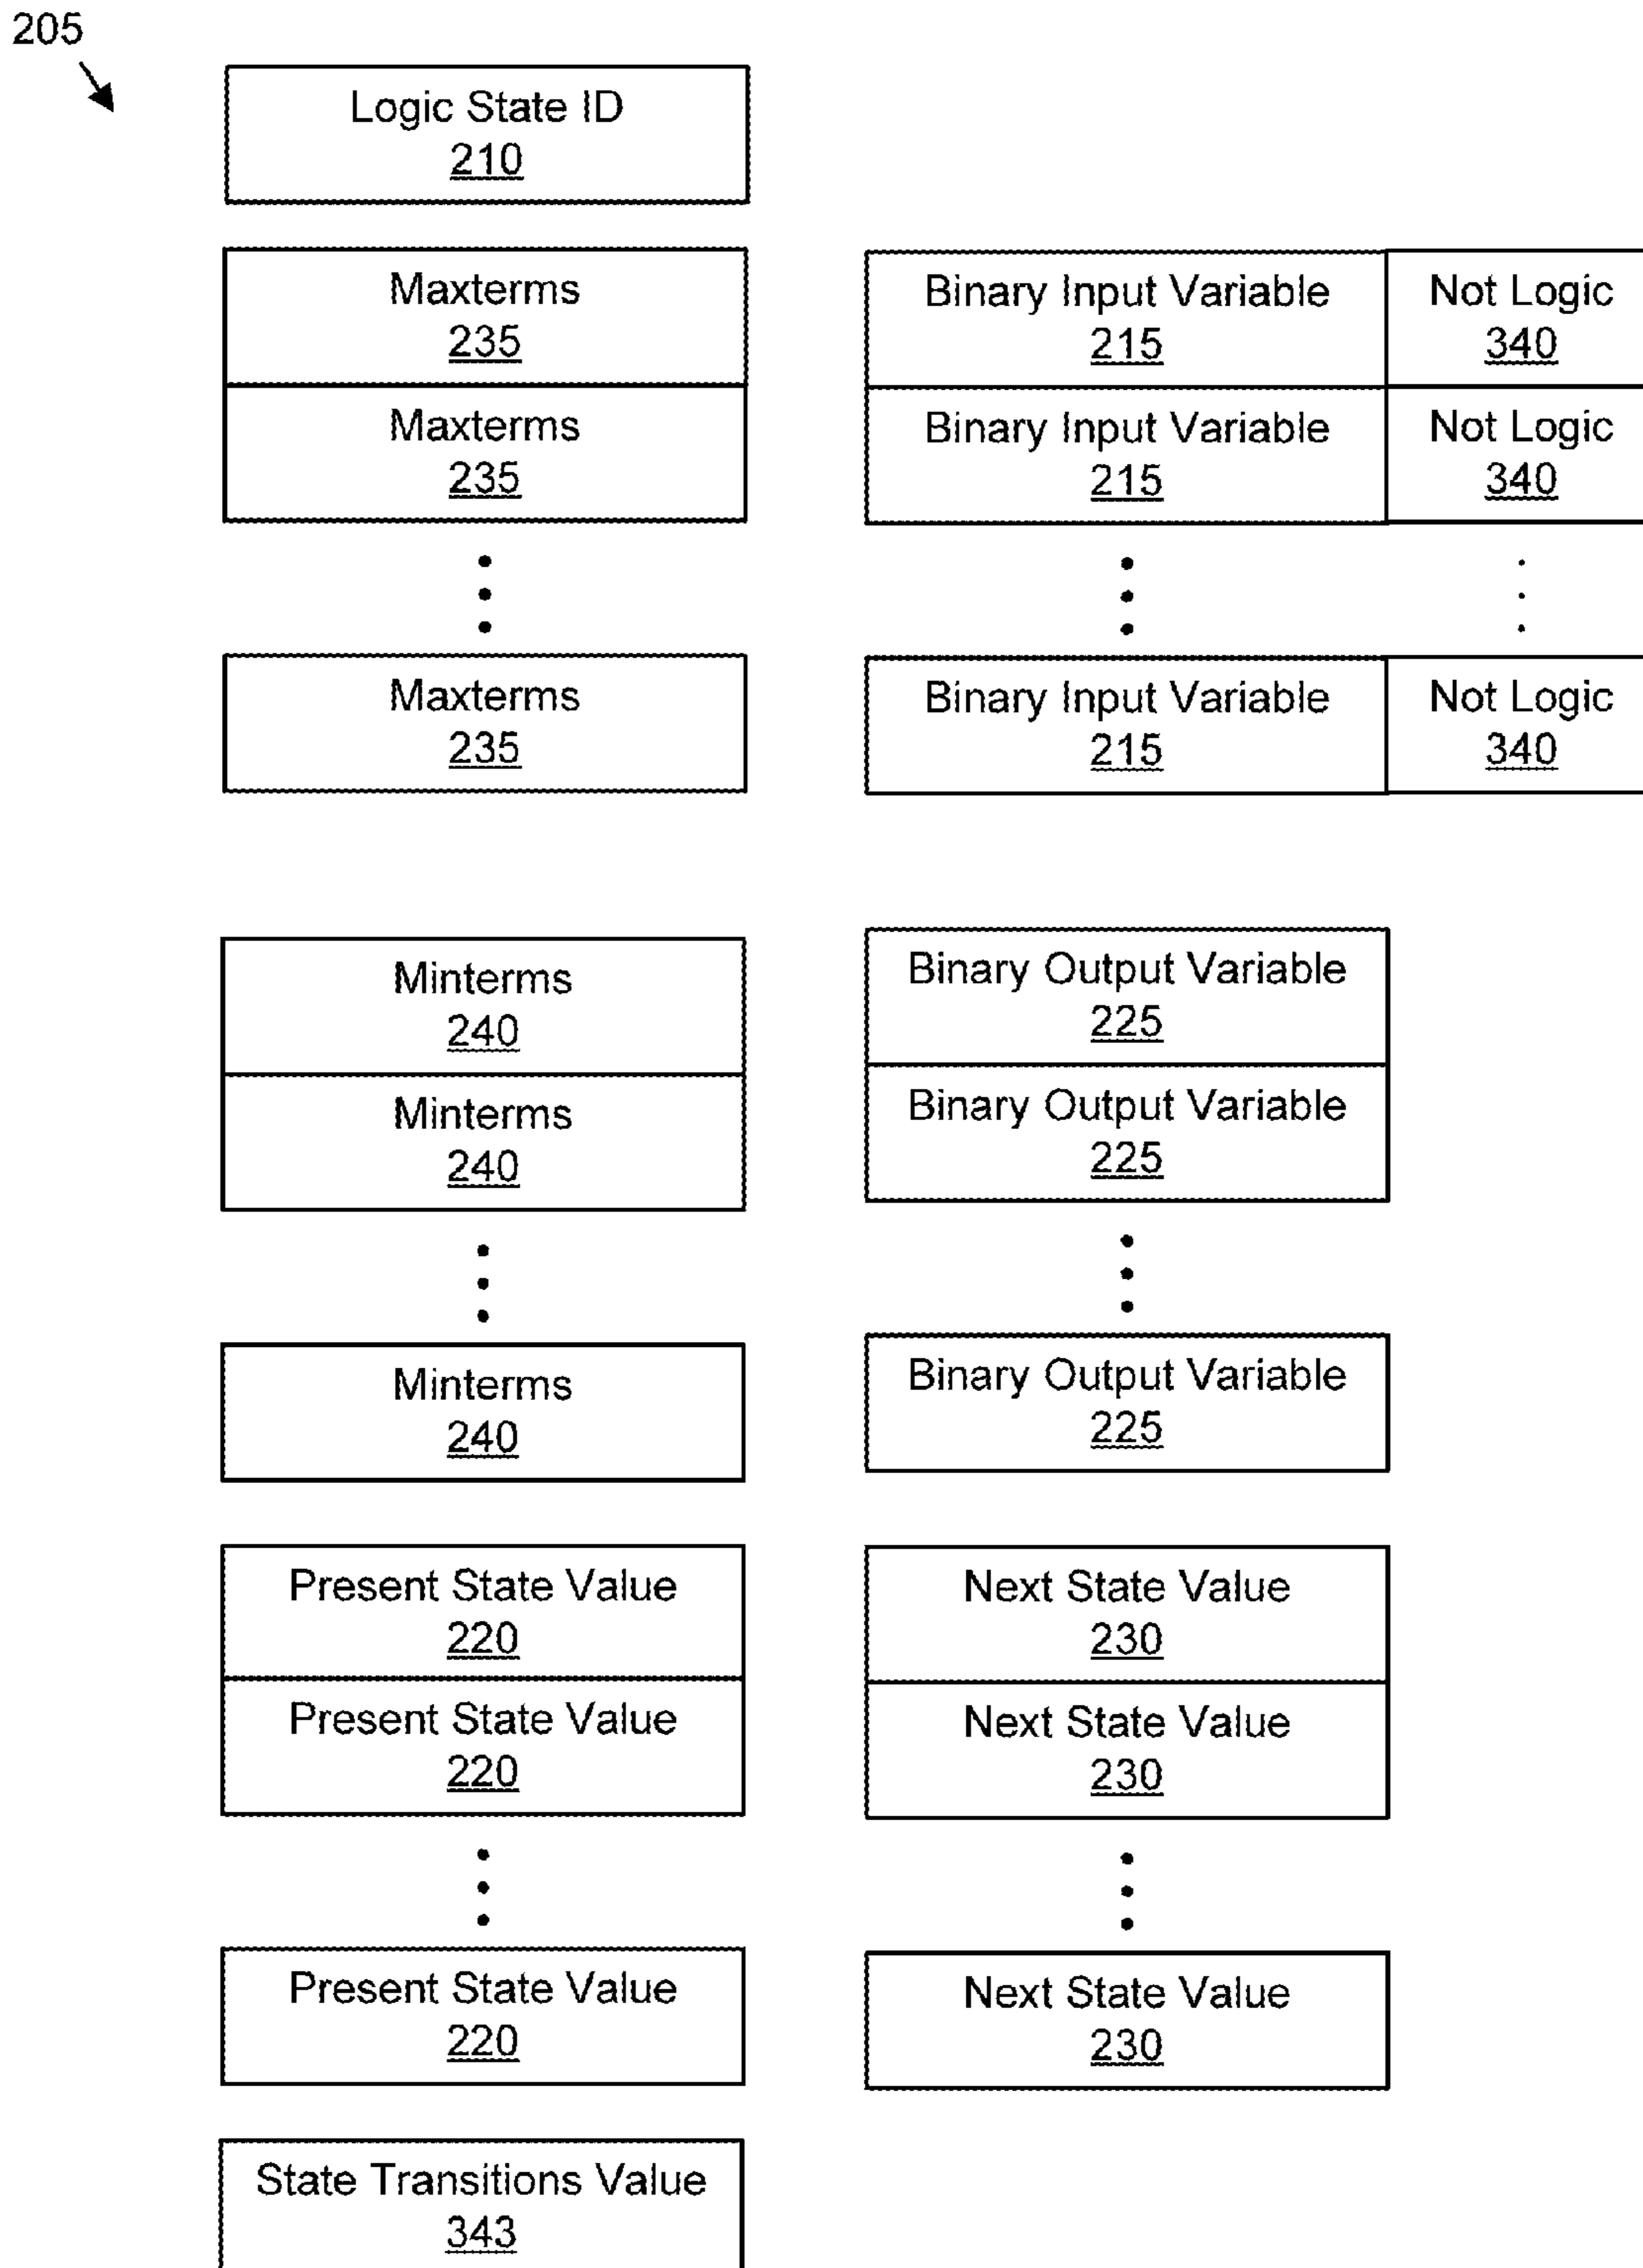 205
Logic State ID
210
Maxterms
235
Binary Input Variable
215
Not Logic
340
Maxterms
235
Binary Input Variable
215
Not Logic
340
Maxterms
235
Binary Input Variable
215
Not Logic
340
Minterms
240
Binary Output Variable
225
Minterms
240
Binary Output Variable
225
Minterms
240
Binary Output Variable
225
Present State Value
220
Next State Value
230
Present State Value
220
Next State Value
230
Present State Value
220
Next State Value
230
State Transitions Value
343